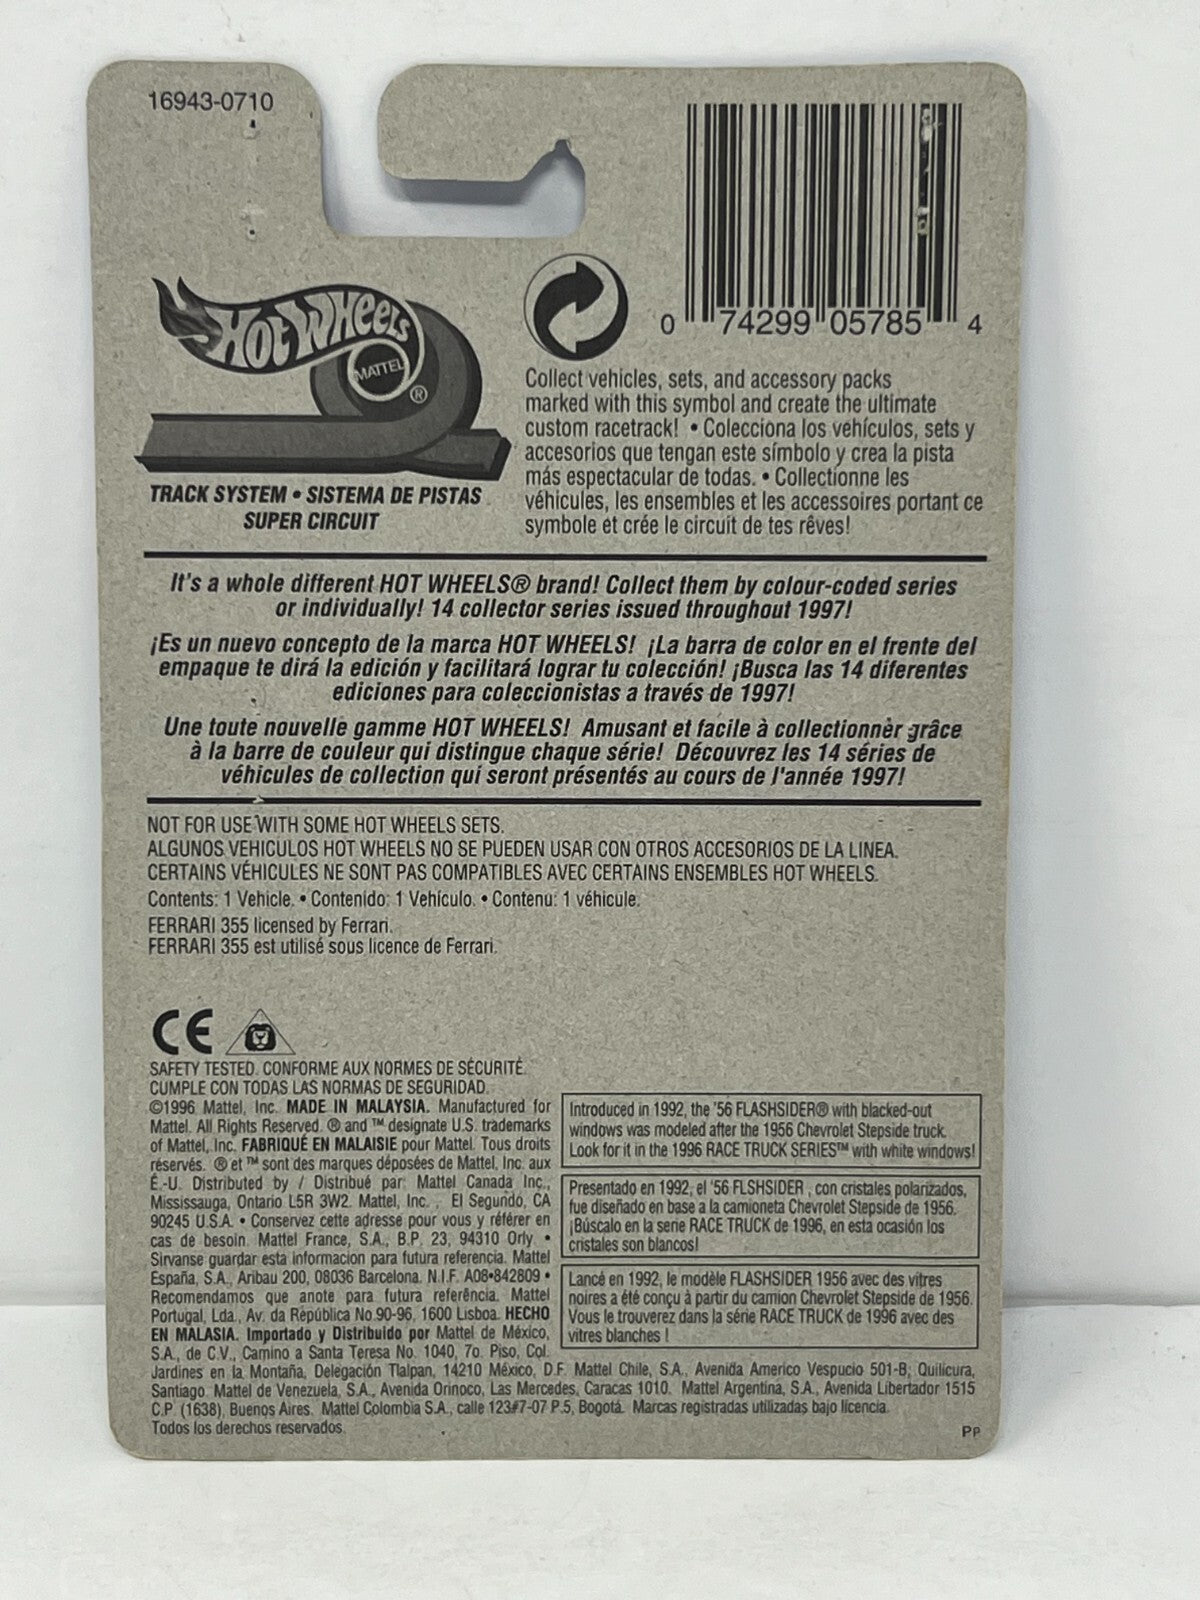 16943-0710
0 74299 05785 4
HOT WHEELS
MATTEL
®
TRACK SYSTEM • SISTEMA DE PISTAS
SUPER CIRCUIT
Collect vehicles, sets, and accessory packs
marked with this symbol and create the ultimate
custom racetrack! • Colecciona los vehículos, sets y
accesorios que tengan este símbolo y crea la pista
más espectacular de todas. • Collectionne les
véhicules, les ensembles et les accessoires portant ce
symbole et crée le circuit de tes rêves!
It's a whole different HOT WHEELS® brand! Collect them by colour-coded series
or individually! 14 collector series issued throughout 1997!
¡Es un nuevo concepto de la marca HOT WHEELS! ¡La barra de color en el frente del
empaque te dirá la edición y facilitará lograr tu colección! ¡Busca las 14 diferentes
ediciones para coleccionistas a través de 1997!
Une toute nouvelle gamme HOT WHEELS! Amusant et facile à collectionner grâce
à la barre de couleur qui distingue chaque série! Découvrez les 14 séries de
véhicules de collection qui seront présentés au cours de l'année 1997!
NOT FOR USE WITH SOME HOT WHEELS SETS.
ALGUNOS VEHICULOS HOT WHEELS NO SE PUEDEN USAR CON OTROS ACCESORIOS DE LA LINEA.
CERTAINS VÉHICULES NE SONT PAS COMPATIBLES AVEC CERTAINS ENSEMBLES HOT WHEELS.
Contents: 1 Vehicle. • Contenido: 1 Vehículo. • Contenu: 1 véhicule.
FERRARI 355 licensed by Ferrari.
FERRARI 355 est utilisé sous licence de Ferrari.
CE
SAFETY TESTED. CONFORME AUX NORMES DE SÉCURITÉ.
CUMPLE CON TODAS LAS NORMAS DE SEGURIDAD.
©1996 Mattel, Inc. MADE IN MALAYSIA. Manufactured for
Mattel. All Rights Reserved. ® and ™ designate U.S. trademarks
of Mattel, Inc. FABRIQUÉ EN MALAISIE pour Mattel. Tous droits
réservés. ® et ™ sont des marques déposées de Mattel, Inc. aux
É.-U. Distributed by / Distribué par: Mattel Canada Inc.,
Mississauga, Ontario L5R 3W2. Mattel, Inc. , El Segundo, CA
90245 U.S.A. • Conservez cette adresse pour vous y référer en
cas de besoin. Mattel France, S.A., B.P. 23, 94310 Orly. •
Sirvanse guardar esta informacion para futura referencia. Mattel
España, S.A., Aribau 200, 08036 Barcelona. N.I.F. A08•842809 •
Recomendamos que anote para futura referência. Mattel
Portugal, Lda., Av. da República No.90-96, 1600 Lisboa. HECHO
EN MALASIA. Importado y Distribuido por Mattel de México,
S.A., de C.V., Camino a Santa Teresa No. 1040, 7o. Piso, Col.
Jardines en la Montaña, Delegación Tlalpan, 14210 México, D.F. Mattel Chile, S.A., Avenida Americo Vespucio 501-B, Quilicura,
Santiago. Mattel de Venezuela, S.A., Avenida Orinoco, Las Mercedes, Caracas 1010. Mattel Argentina, S.A., Avenida Libertador 1515
C.P. (1638), Buenos Aires. Mattel Colombia S.A., calle 123#7-07 P.5, Bogotá. Marcas registradas utilizadas bajo licencia.
Todos los derechos reservados.
Introduced in 1992, the '56 FLASHSIDER® with blacked-out
windows was modeled after the 1956 Chevrolet Stepside truck.
Look for it in the 1996 RACE TRUCK SERIES™ with white windows!
Presentado en 1992, el '56 FLSHSIDER , con cristales polarizados,
fue diseñado en base a la camioneta Chevrolet Stepside de 1956.
¡Búscalo en la serie RACE TRUCK de 1996, en esta ocasión los
cristales son blancos!
Lancé en 1992, le modèle FLASHSIDER 1956 avec des vitres
noires a été conçu à partir du camion Chevrolet Stepside de 1956.
Vous le trouverez dans la série RACE TRUCK de 1996 avec des
vitres blanches !
PP